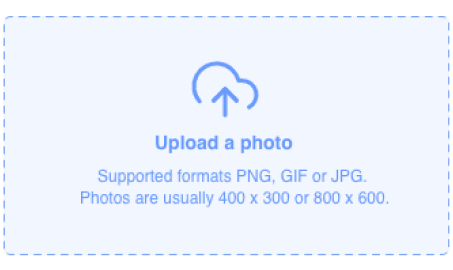 Upload a photo
Supported formats PNG, GIF or JPG.
Photos are usually 400 x 300 or 800 x 600.